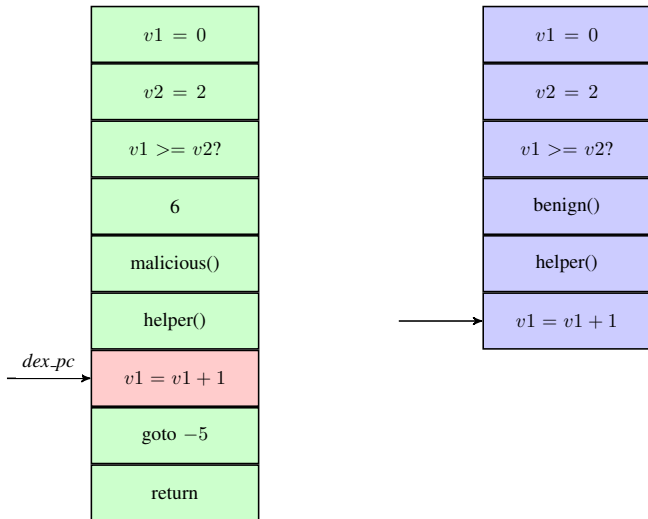 v1 = 0
v2 = 2
v1 >= v2?
6
malicious()
helper()
dex_pc
v1 = v1 + 1
goto −5
return
v1 = 0
v2 = 2
v1 >= v2?
benign()
helper()
v1 = v1 + 1